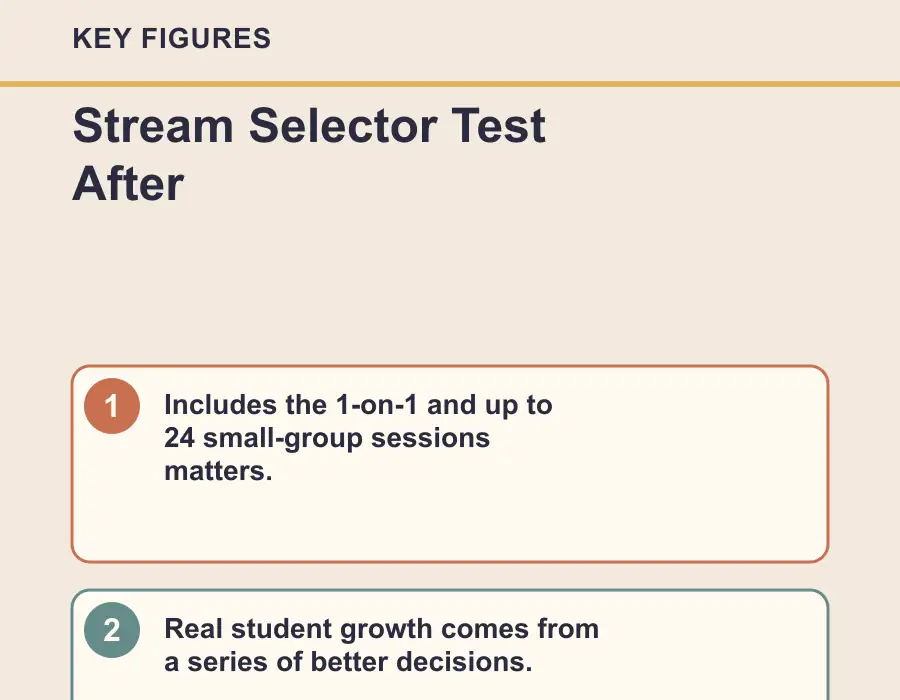 KEY FIGURES
Stream Selector Test
After
1
Includes the 1-on-1 and up to
24 small-group sessions
matters.
2
Real student growth comes from
a series of better decisions.